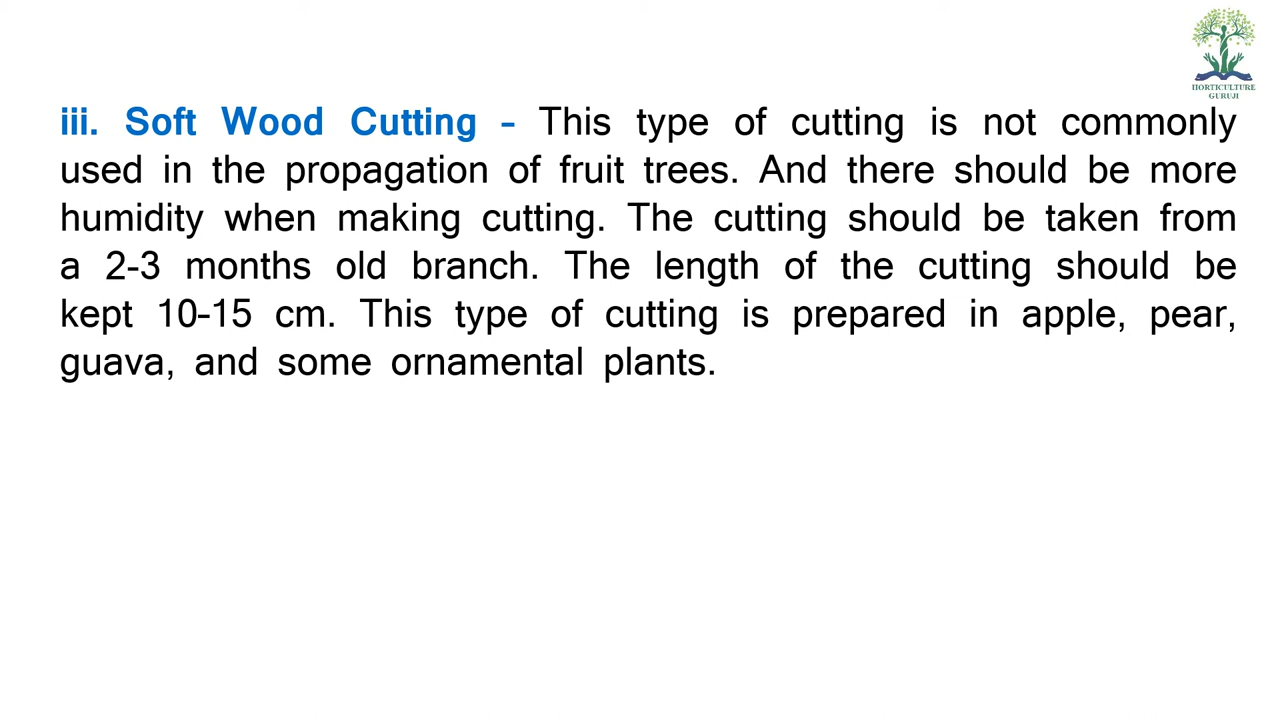 HORTICULTURE
GURUJI
iii. Soft Wood Cutting – This type of cutting is not commonly
used in the propagation of fruit trees. And there should be more
humidity when making cutting. The cutting should be taken from
a 2-3 months old branch. The length of the cutting should be
kept 10-15 cm. This type of cutting is prepared in apple, pear,
guava, and some ornamental plants.